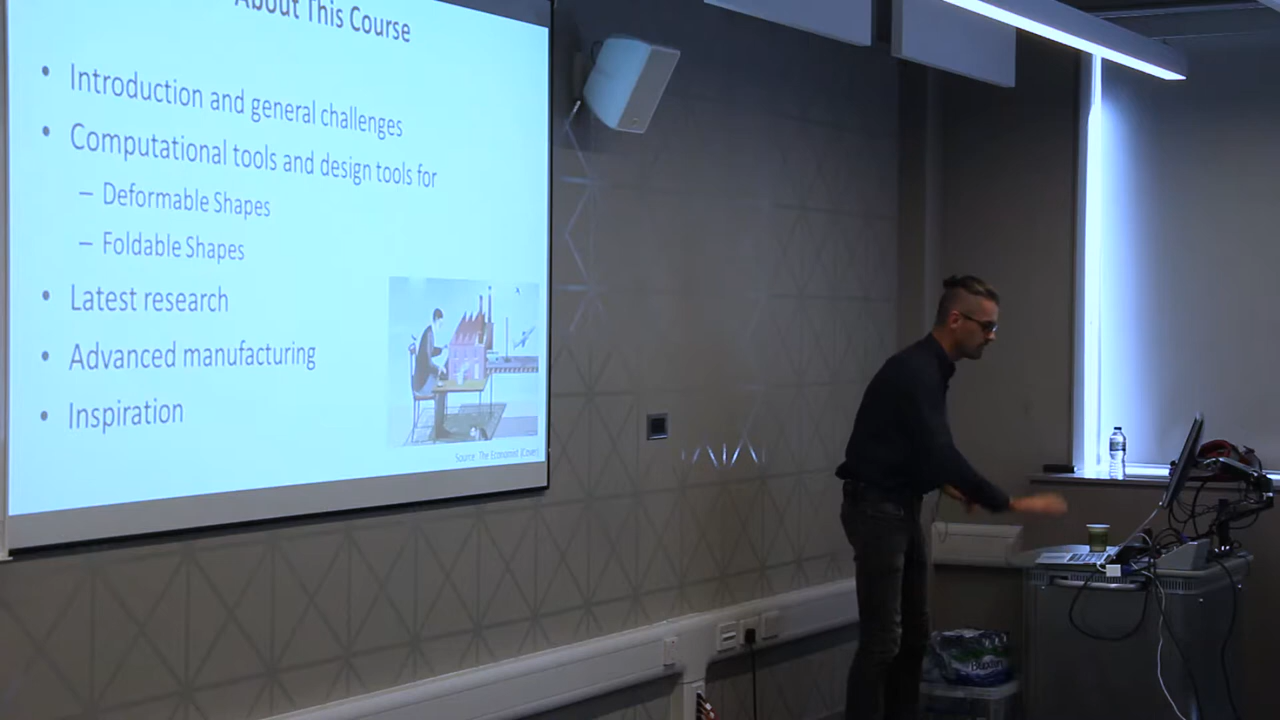 About This Course
• Introduction and general challenges
• Computational tools and design tools for
– Deformable Shapes
– Foldable Shapes
• Latest research
• Advanced manufacturing
• Inspiration
Source: The Economist (Cover)
Buxton